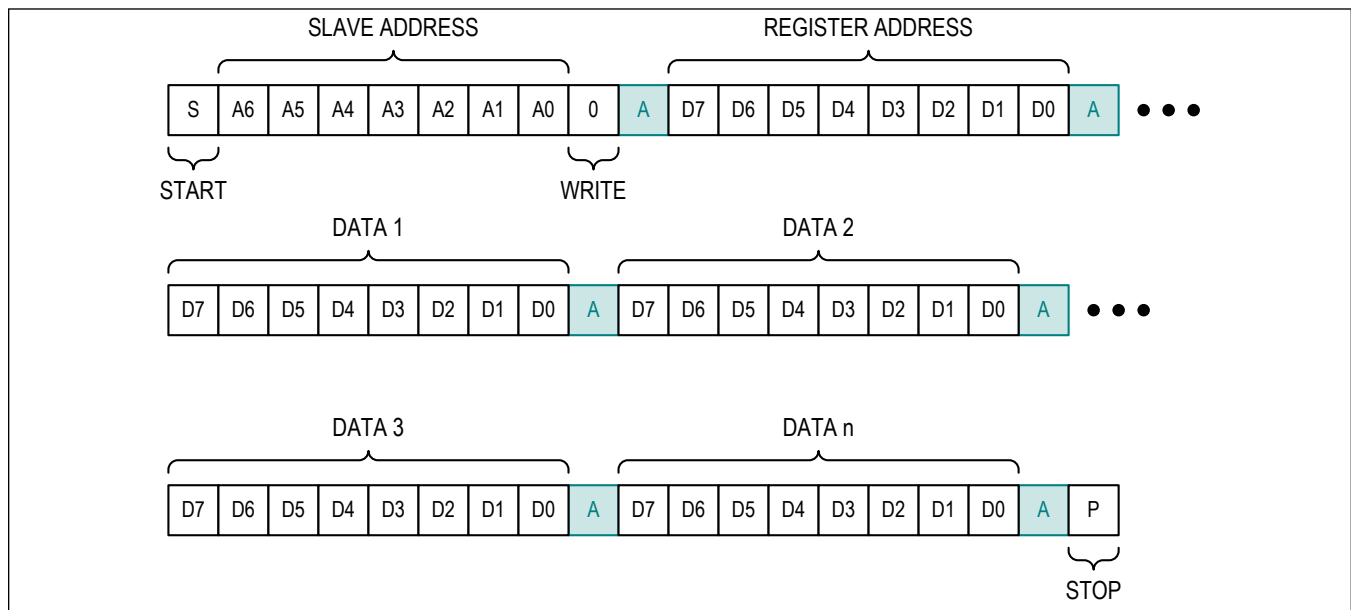 SLAVE ADDRESS REGISTER ADDRESS
S A6 A5 A4 A3 A2 A1 A0 0 A D7 D6 D5 D4 D3 D2 D1 D0 A • • •
START WRITE
DATA 1 DATA 2
D7 D6 D5 D4 D3 D2 D1 D0 A D7 D6 D5 D4 D3 D2 D1 D0 A • • •
DATA 3 DATA n
D7 D6 D5 D4 D3 D2 D1 D0 A D7 D6 D5 D4 D3 D2 D1 D0 A P
STOP